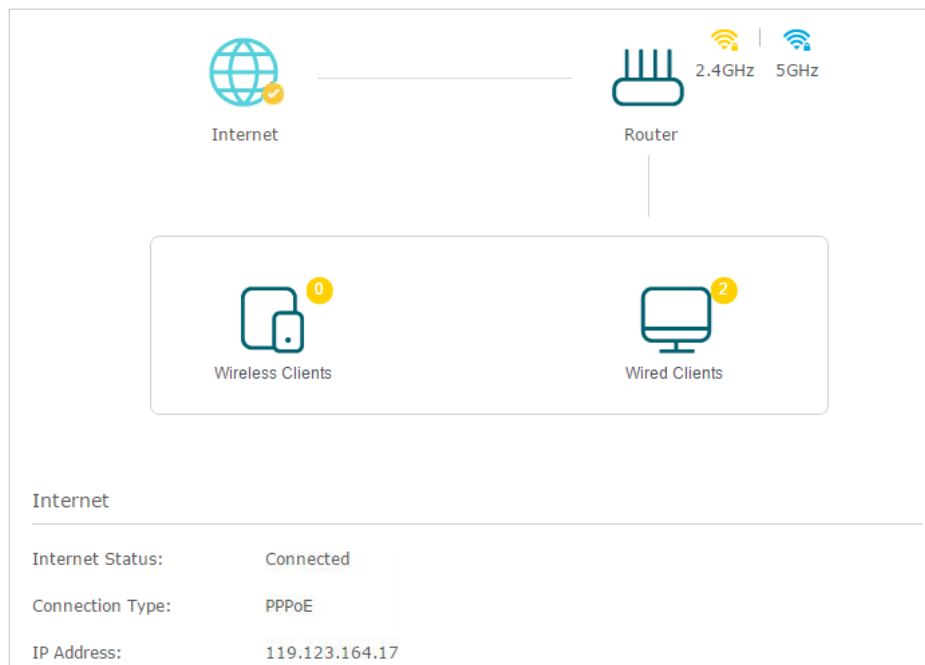 2.4GHz 5GHz
Internet Router
0 2
Wireless Clients Wired Clients
Internet
Internet Status: Connected
Connection Type: PPPoE
IP Address: 119.123.164.17